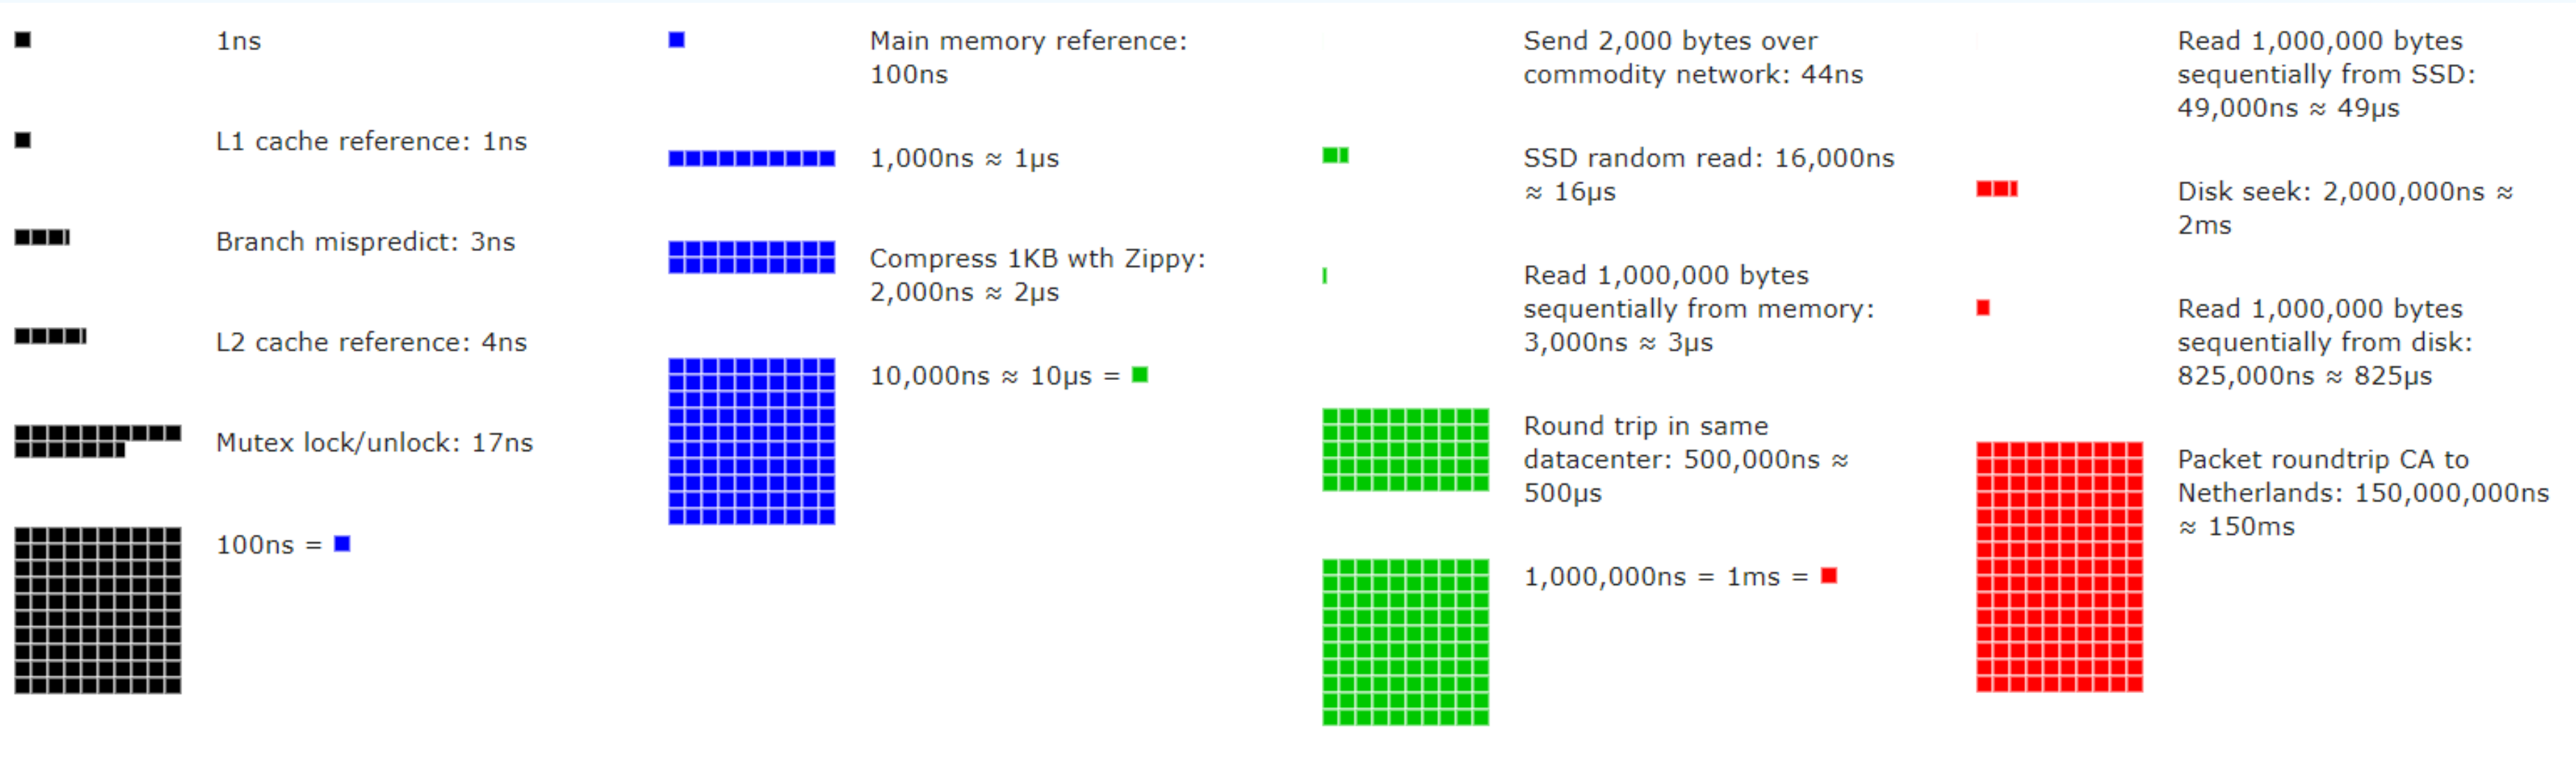 1ns
L1 cache reference: 1ns
Branch mispredict: 3ns
L2 cache reference: 4ns
Mutex lock/unlock: 17ns
100ns =
Main memory reference:
100ns
1,000ns ≈ 1μs
Compress 1KB wth Zippy:
2,000ns ≈ 2μs
10,000ns ≈ 10μs =
Send 2,000 bytes over
commodity network: 44ns
SSD random read: 16,000ns
≈ 16μs
Read 1,000,000 bytes
sequentially from memory:
3,000ns ≈ 3μs
Round trip in same
datacenter: 500,000ns ≈
500μs
1,000,000ns = 1ms =
Read 1,000,000 bytes
sequentially from SSD:
49,000ns ≈ 49μs
Disk seek: 2,000,000ns ≈
2ms
Read 1,000,000 bytes
sequentially from disk:
825,000ns ≈ 825μs
Packet roundtrip CA to
Netherlands: 150,000,000ns
≈ 150ms